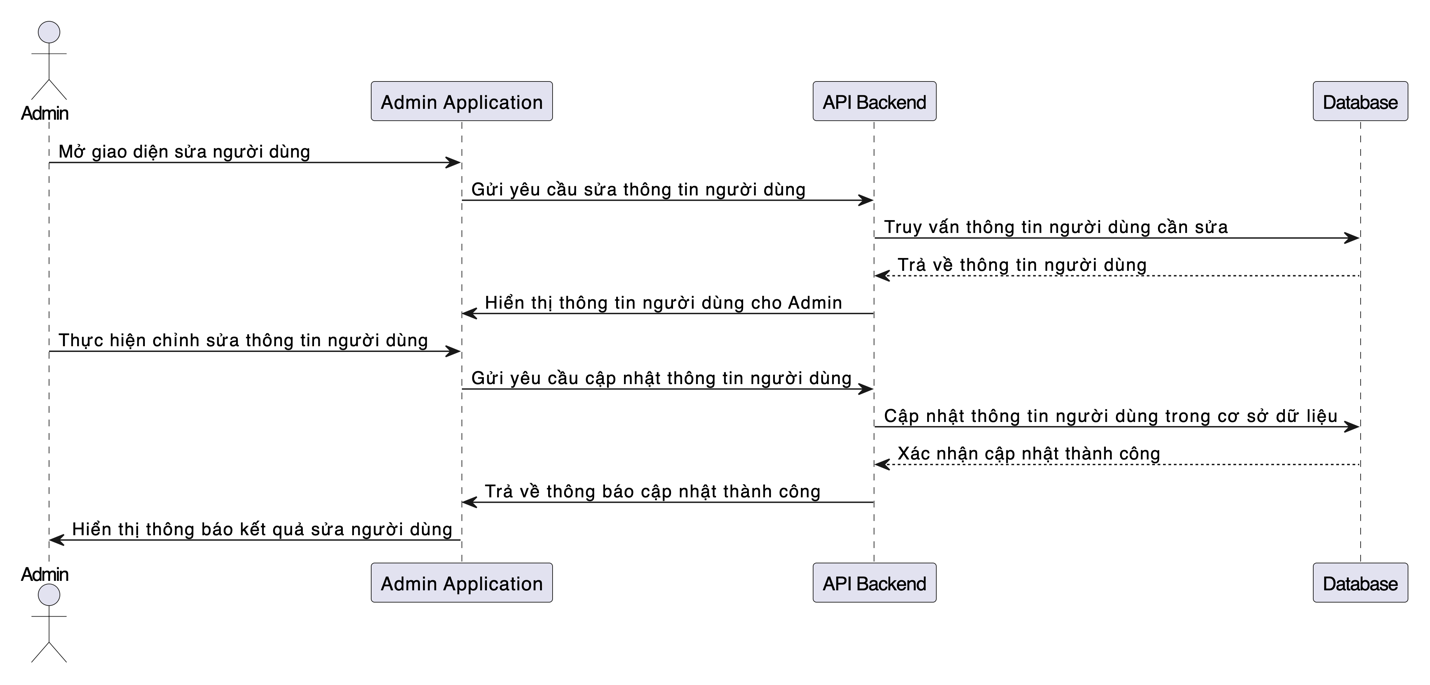 Admin
Admin Application
API Backend
Database
Mở giao diện sửa người dùng
Gửi yêu cầu sửa thông tin người dùng
Truy vấn thông tin người dùng cần sửa
Trả về thông tin người dùng
Hiển thị thông tin người dùng cho Admin
Thực hiện chỉnh sửa thông tin người dùng
Gửi yêu cầu cập nhật thông tin người dùng
Cập nhật thông tin người dùng trong cơ sở dữ liệu
Xác nhận cập nhật thành công
Trả về thông báo cập nhật thành công
Hiển thị thông báo kết quả sửa người dùng
Admin
Admin Application
API Backend
Database